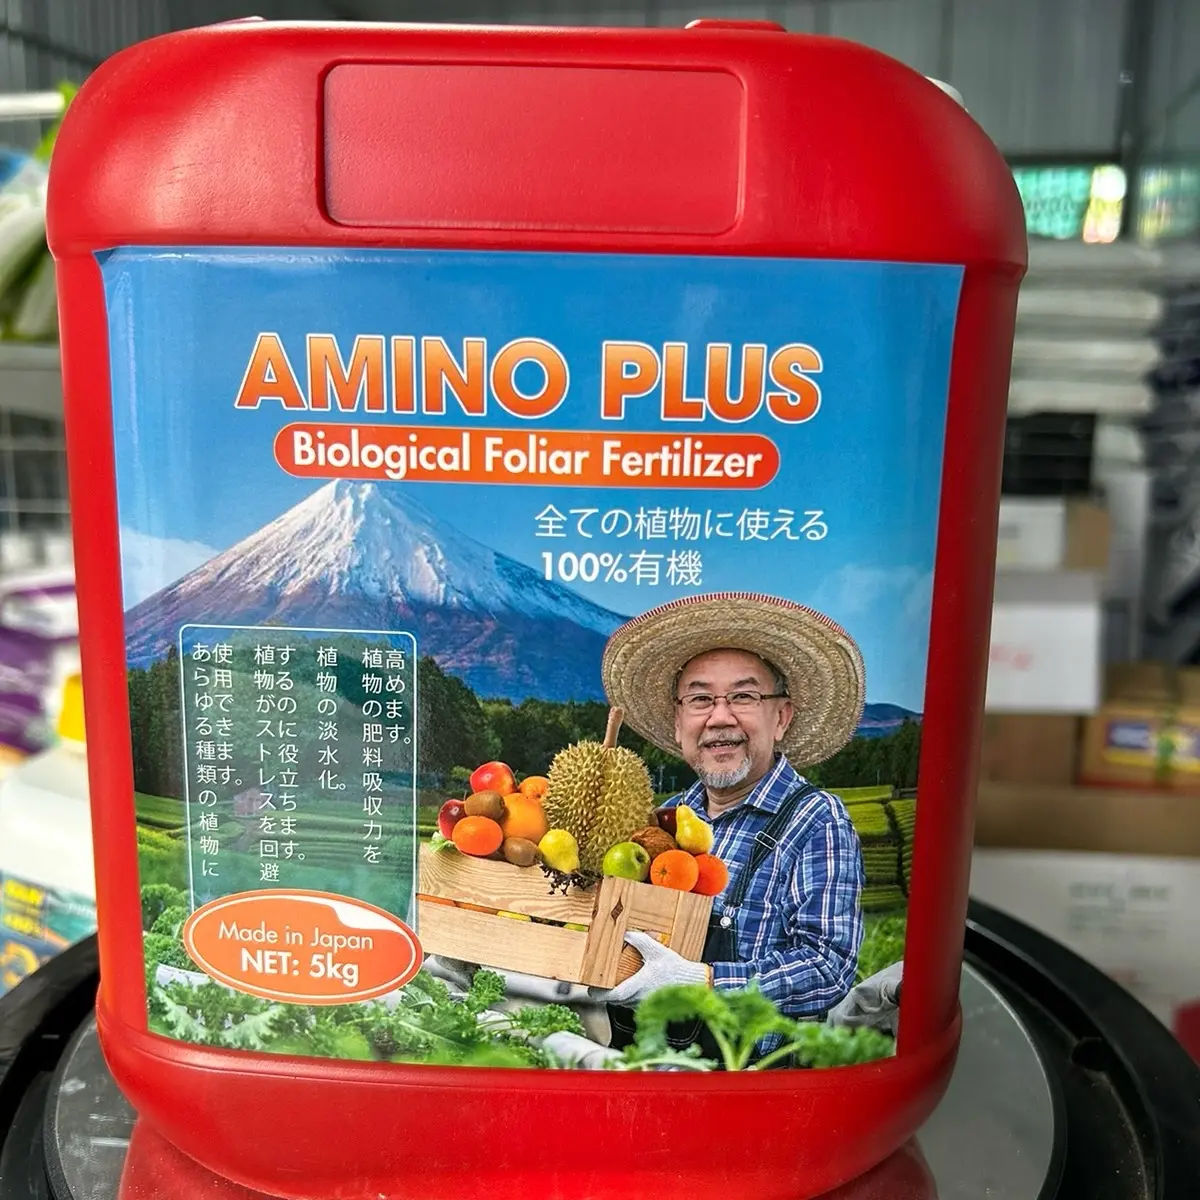 AMINO PLUS
Biological Foliar Fertilizer
全ての植物に使える
100%有機
あらゆる種類の植物に
使用できます。
植物がストレスを回避
するのに役立ちます。
植物の淡水化。
植物の肥料吸収力を
高めます。
Made in Japan
NET: 5kg